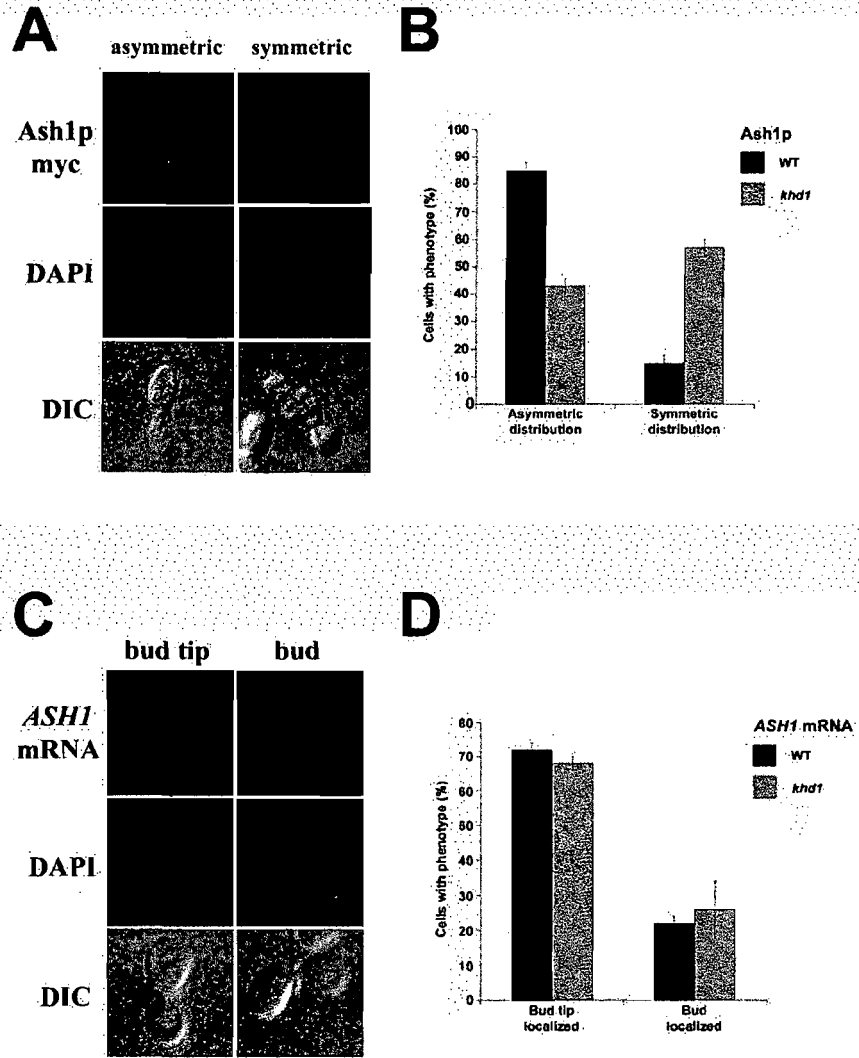 A
asymmetric symmetric
Ash1p
myc
DAPI
DIC
B
100
90
80
70
60
50
40
30
20
10
0
Cells with phenotype (%)
Asymmetric
distribution
Symmetric
distribution
Ash1p
WT
khd1
C
bud tip bud
ASH1
mRNA
DAPI
DIC
D
80
70
60
50
40
30
20
10
0
Cells with phenotype (%)
Bud tip
localized
Bud
localized
ASH1 mRNA
WT
khd1